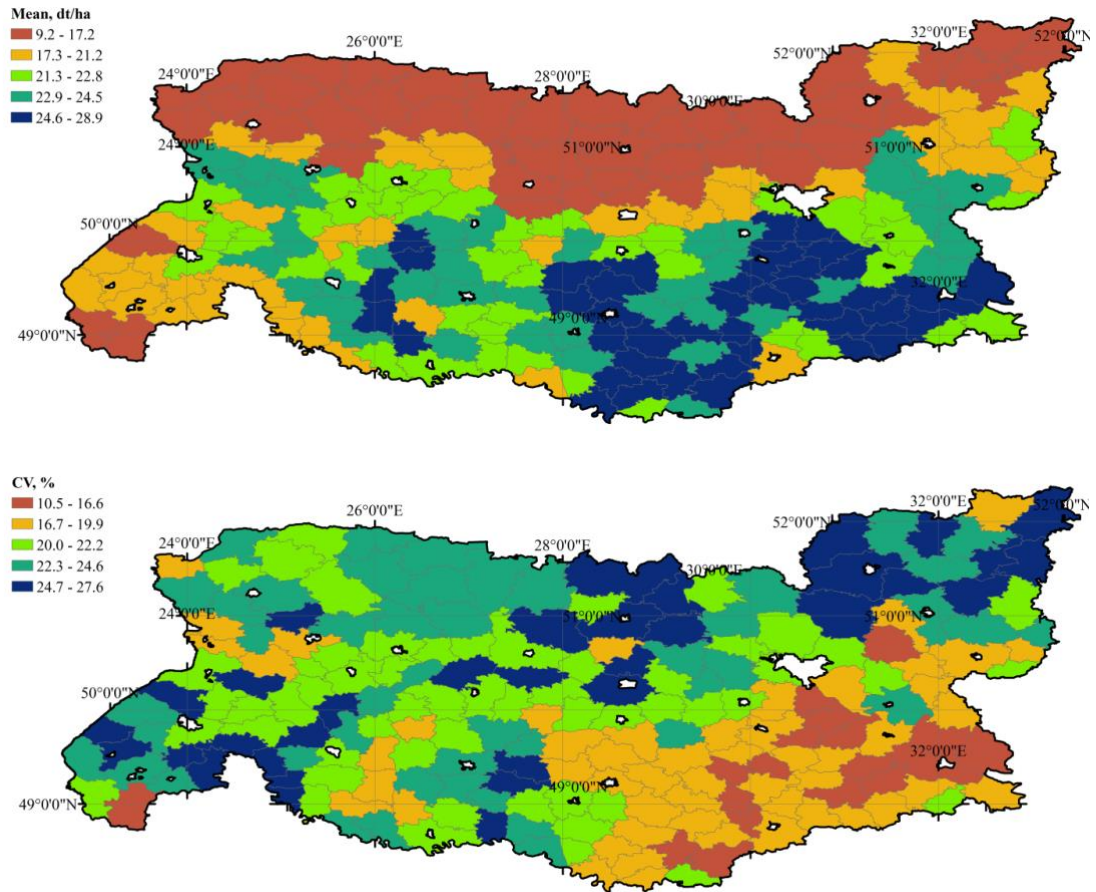 Mean, dt/ha
9.2 - 17.2
17.3 - 21.2
21.3 - 22.8
22.9 - 24.5
24.6 - 28.9
26°0'0"E
32°0'0"E
52°0'0"N
52°0'0"N
24°0'0"E
28°0'0"E
30°0'0"E
24°0'0"E
51°0'0"N
51°0'0"N
50°0'0"N
32°0'0"E
49°0'0"N
49°0'0"N
CV, %
10.5 - 16.6
16.7 - 19.9
20.0 - 22.2
22.3 - 24.6
24.7 - 27.6
26°0'0"E
32°0'0"E
52°0'0"N
52°0'0"N
24°0'0"E
28°0'0"E
30°0'0"E
24°0'0"E
51°0'0"N
51°0'0"N
50°0'0"N
32°0'0"E
49°0'0"N
49°0'0"N